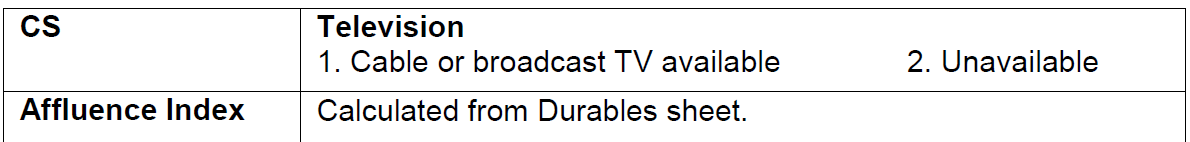 CS Television
1. Cable or broadcast TV available 2. Unavailable
Affluence Index Calculated from Durables sheet.